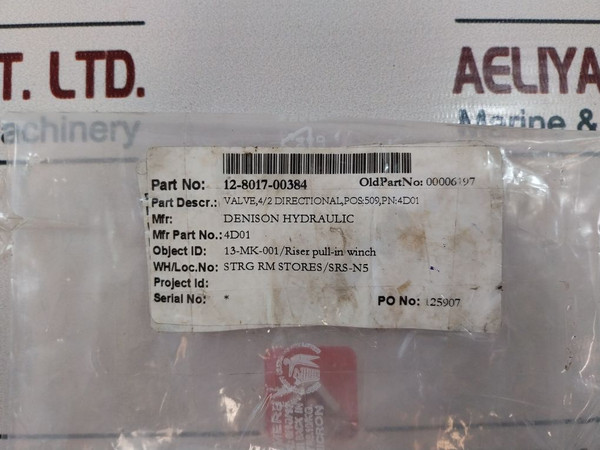 T. LTD.
AELIYA
achinery
Marine &
Part No: 12-8017-00384 OldPartNo: 00006197
Part Descr.: VALVE,4/2 DIRECTIONAL,POS:509,PN:4D01
Mfr: DENISON HYDRAULIC
Mfr Part No.: 4D01
Object ID: 13-MK-001/Riser pull-in winch
WH/Loc.No: STRG RM STORES/SRS-N5
Project Id:
Serial No: *
PO No: 125907